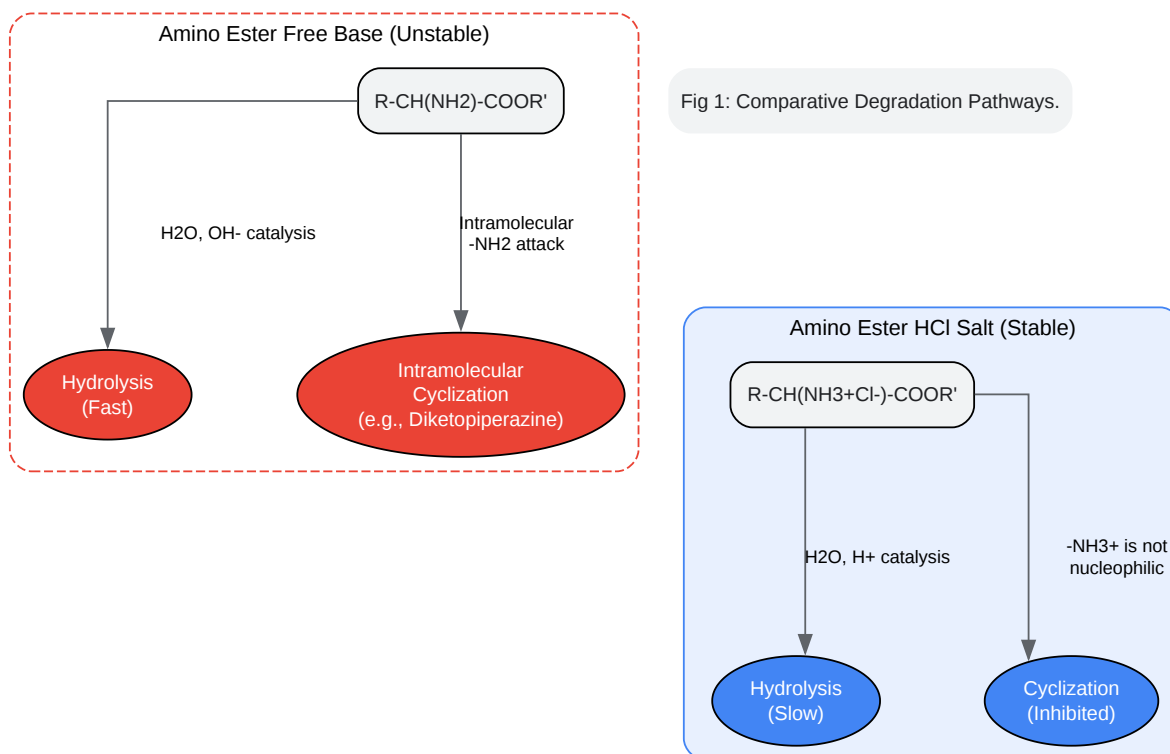 Amino Ester Free Base (Unstable)
R-CH(NH2)-COOR'
Fig 1: Comparative Degradation Pathways.
H2O, OH- catalysis
Intramolecular
-NH2 attack
Hydrolysis
(Fast)
Intramolecular
Cyclization
(e.g., Diketopiperazine)
Amino Ester HCl Salt (Stable)
R-CH(NH3+Cl-)-COOR'
H2O, H+ catalysis
-NH3+ is not
nucleophilic
Hydrolysis
(Slow)
Cyclization
(Inhibited)